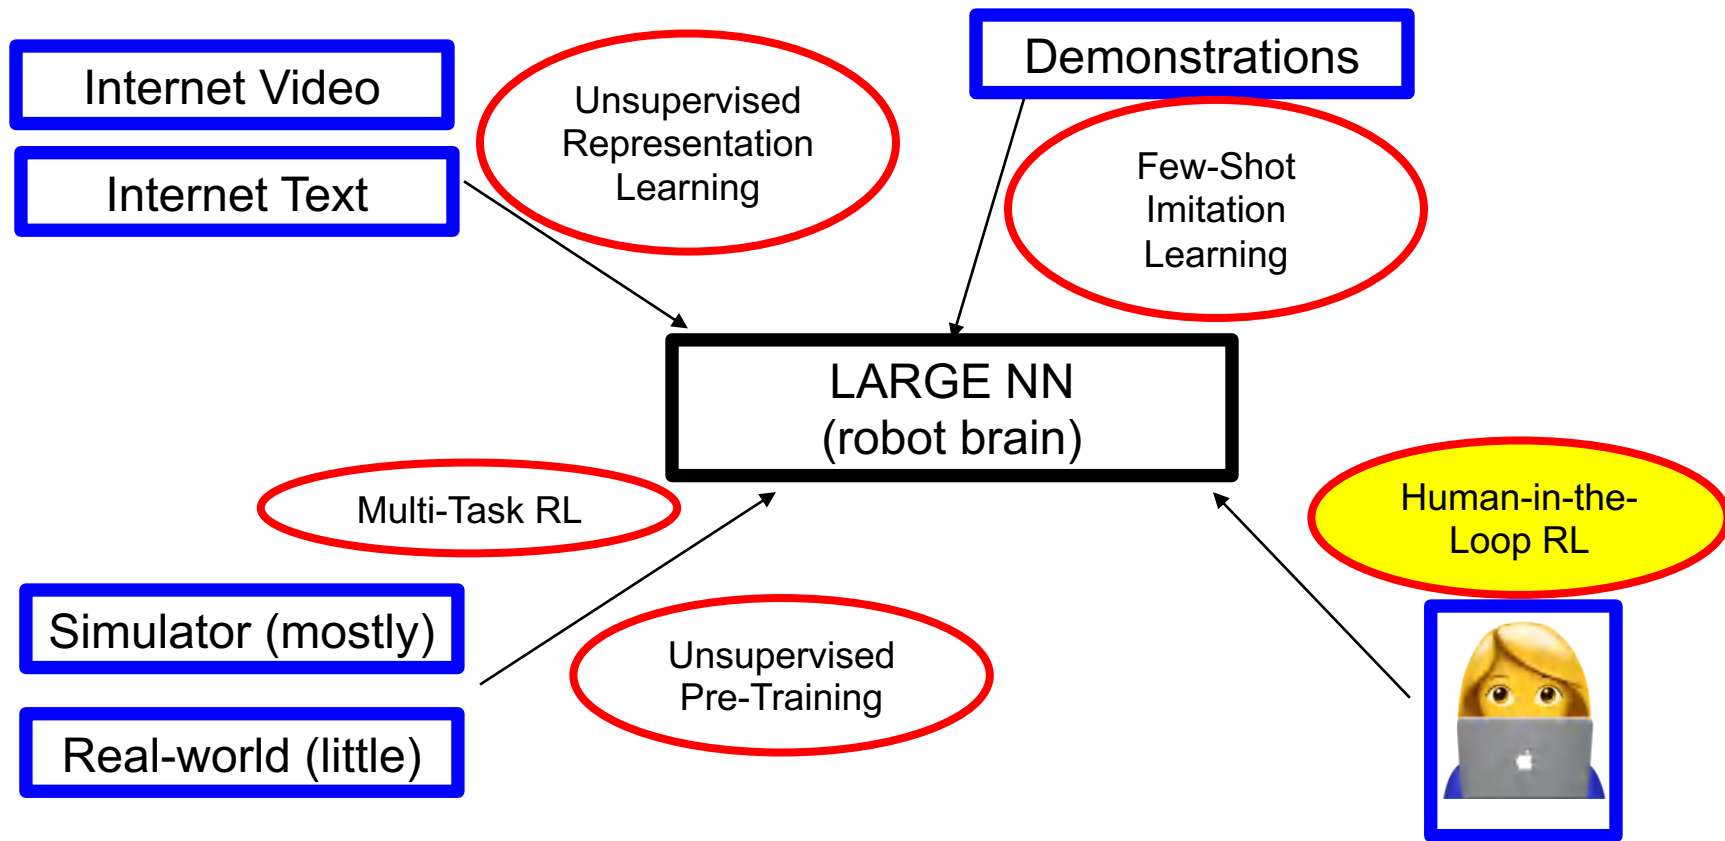 Internet Video
Internet Text
Unsupervised
Representation
Learning
Demonstrations
Few-Shot
Imitation
Learning
LARGE NN
(robot brain)
Multi-Task RL
Human-in-the-
Loop RL
Simulator (mostly)
Real-world (little)
Unsupervised
Pre-Training